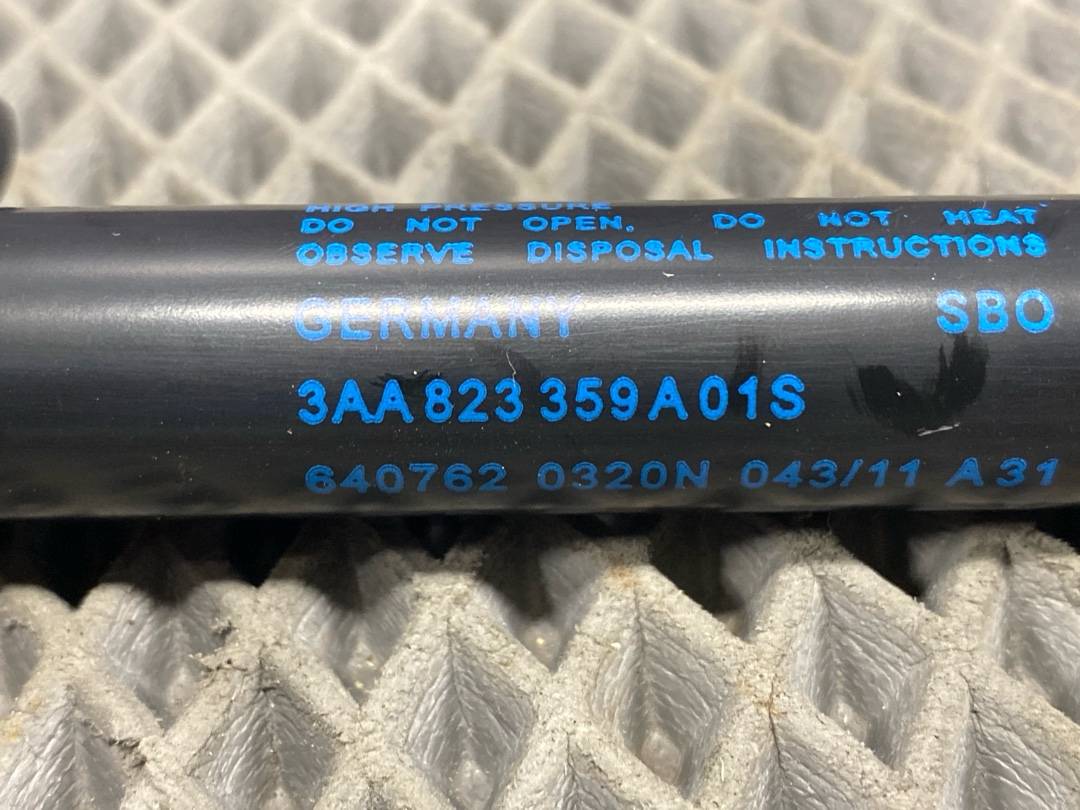 HIGH PRESSURE
DO NOT OPEN. DO NOT HEAT
OBSERVE DISPOSAL INSTRUCTIONS
GERMANY SBO
3AA 823 359 A 01S
640762 0320N 043/11 A 31